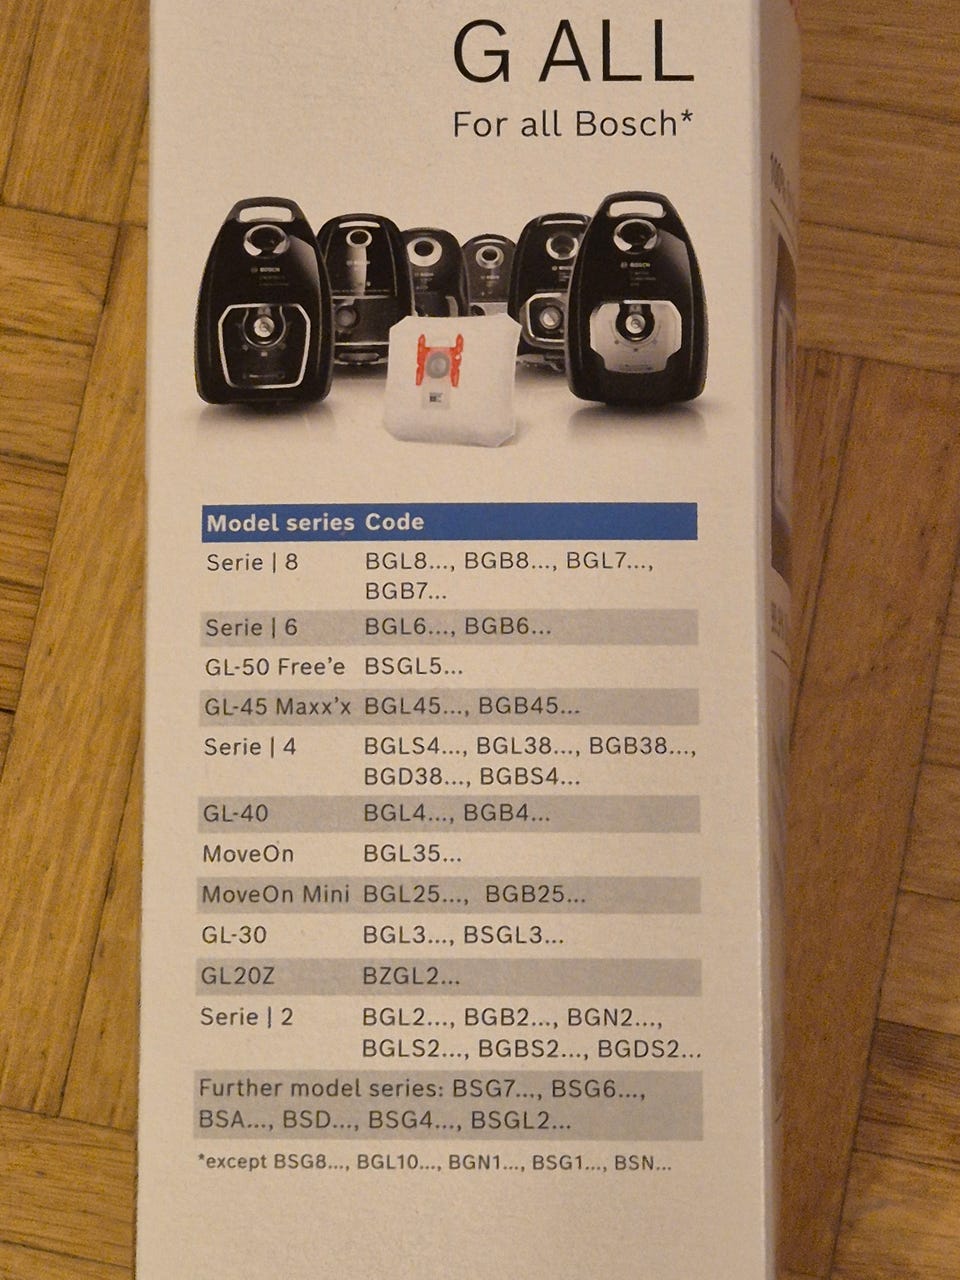 G ALL
For all Bosch*
BOSCH
BOSCH
Model series Code
Serie | 8 BGL8..., BGB8..., BGL7...,
BGB7...
Serie | 6 BGL6..., BGB6...
GL-50 Free’e BSGL5...
GL-45 Maxx’x BGL45..., BGB45...
Serie | 4 BGLS4..., BGL38..., BGB38...,
BGD38..., BGBS4...
GL-40 BGL4..., BGB4...
MoveOn BGL35...
MoveOn Mini BGL25..., BGB25...
GL-30 BGL3..., BSGL3...
GL20Z BZGL2...
Serie | 2 BGL2..., BGB2..., BGN2...,
BGLS2..., BGBS2..., BGDS2...
Further model series: BSG7..., BSG6...,
BSA..., BSD..., BSG4..., BSGL2...
*except BSG8..., BGL10..., BGN1..., BSG1..., BSN...